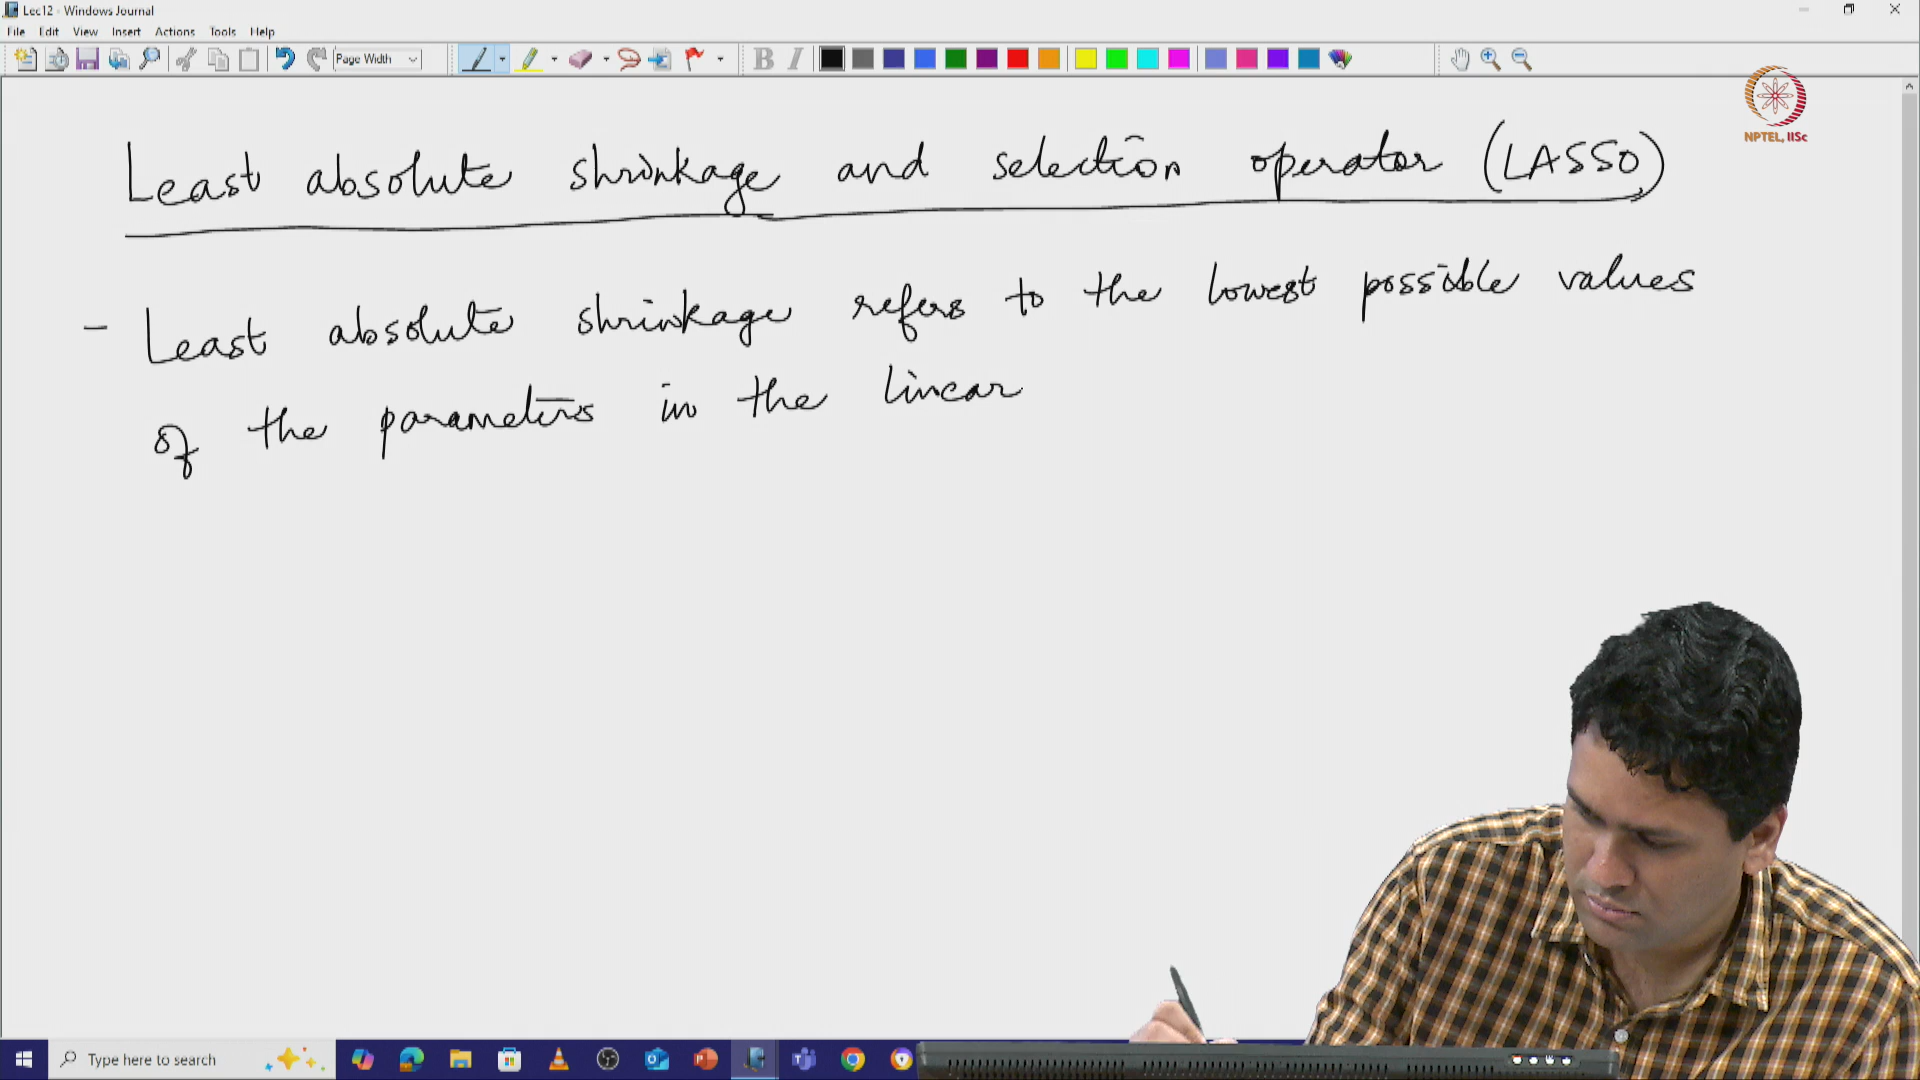 Lec12 - Windows Journal
File Edit View Insert Actions Tools Help
Page Width
B I
NPTEL, IISc
Least absolute shrinkage and selection operator (LASSO)
- Least absolute shrinkage refers to the lowest possible values
of the parameters in the linear
Type here to search